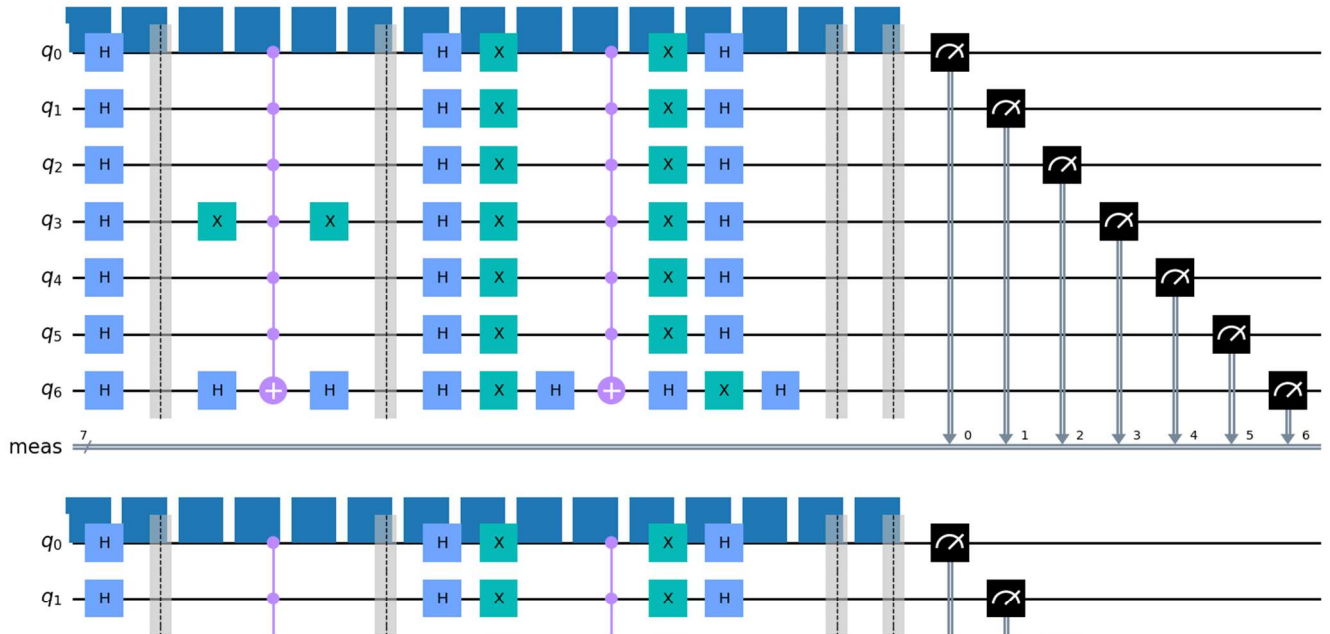 q0 H H X X H
q1 H H X X H
q2 H H X X H
q3 H X X H X X H
q4 H H X X H
q5 H H X X H
q6 H H H H X H H X H
meas 7 0 1 2 3 4 5 6
q0 H H X X H
q1 H H X X H